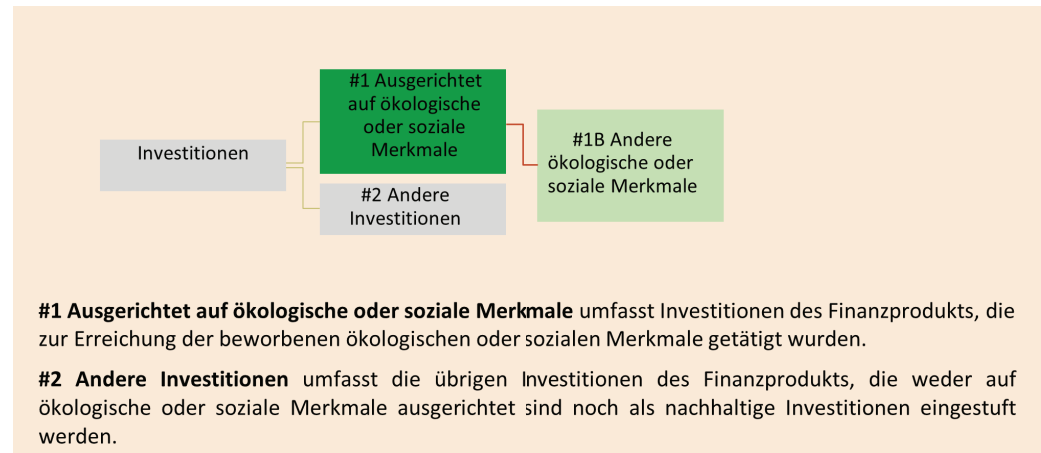 Investitionen
#1 Ausgerichtet
auf ökologische
oder soziale
Merkmale
#2 Andere
Investitionen
#1B Andere
ökologische oder
soziale Merkmale
#1 Ausgerichtet auf ökologische oder soziale Merkmale umfasst Investitionen des Finanzprodukts, die
zur Erreichung der beworbenen ökologischen oder sozialen Merkmale getätigt wurden.
#2 Andere Investitionen umfasst die übrigen Investitionen des Finanzprodukts, die weder auf
ökologische oder soziale Merkmale ausgerichtet sind noch als nachhaltige Investitionen eingestuft
werden.